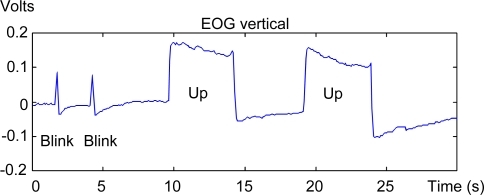 Volts
EOG vertical
0.2
0.1
0
-0.1
-0.2
Up
Up
Blink
Blink
0 5 10 15 20 25 Time (s)